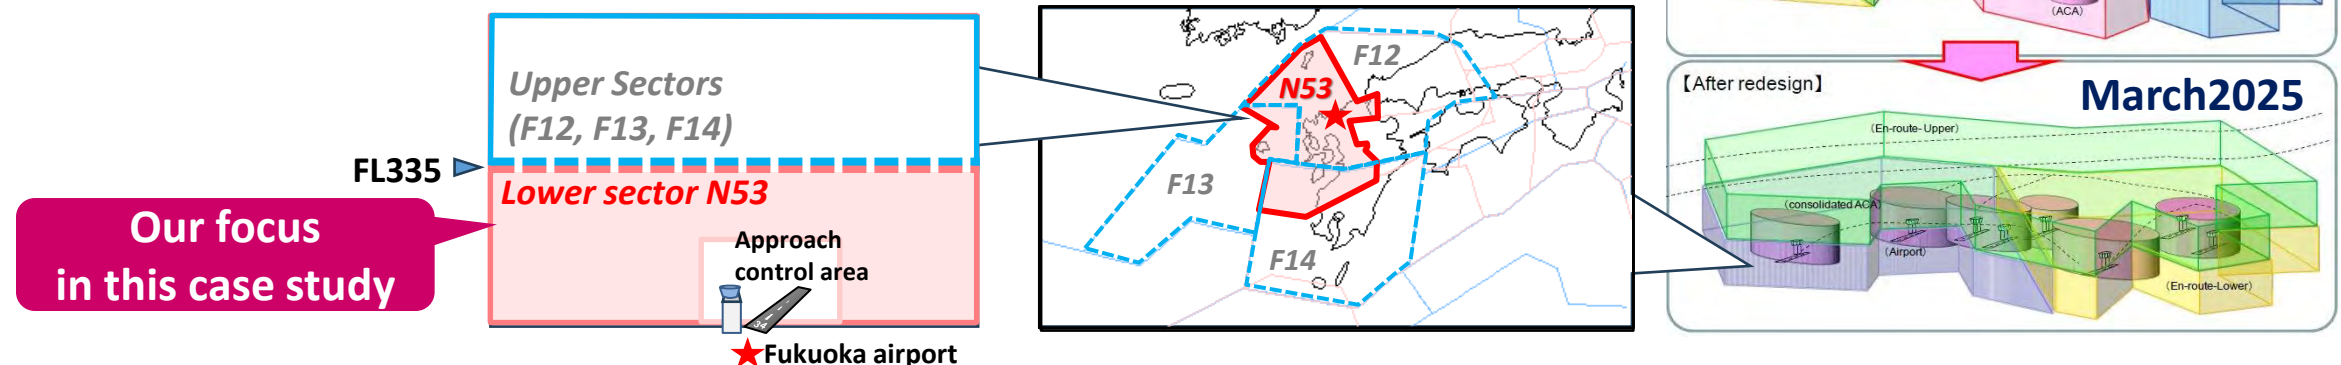 Upper Sectors
(F12, F13, F14)
FL335
Lower sector N53
Our focus
in this case study
Approach
control area
34
Fukuoka airport
F12
N53
F13
F14
(ACA)
【After redesign】
March2025
(En-route-Upper)
(consolidated ACA)
(Airport)
(En-route-Lower)